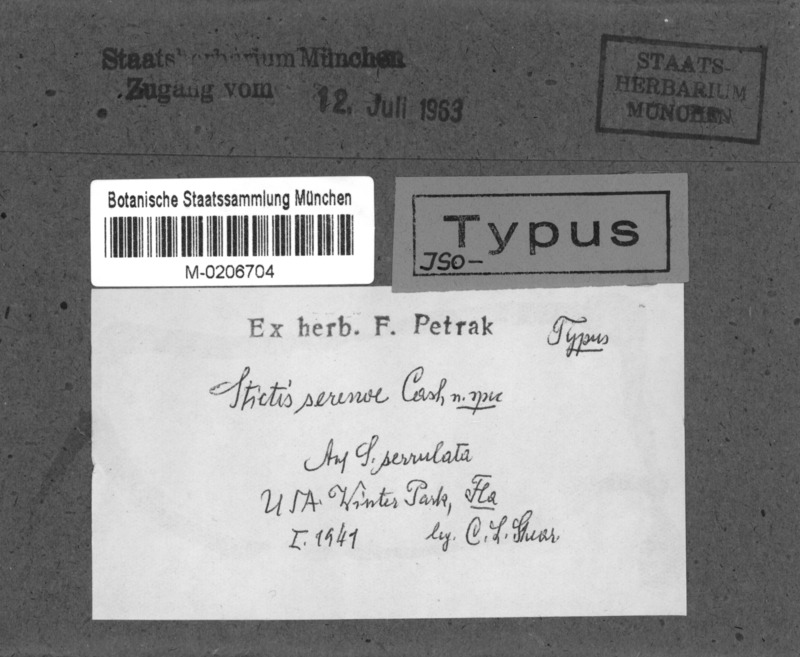 Staatsherbarium München
Zugang vom 12. Juli 1963
STAATS-
HERBARIUM
MÜNCHEN
Botanische Staatssammlung München
M-0206704
Typus
JSO-
Ex herb. F. Petrak
Typus
Stictis serenoe Cash n. spec
Auf S. serrulata
USA. Winter Park, Fla
I. 1941 leg. C. L. Shear